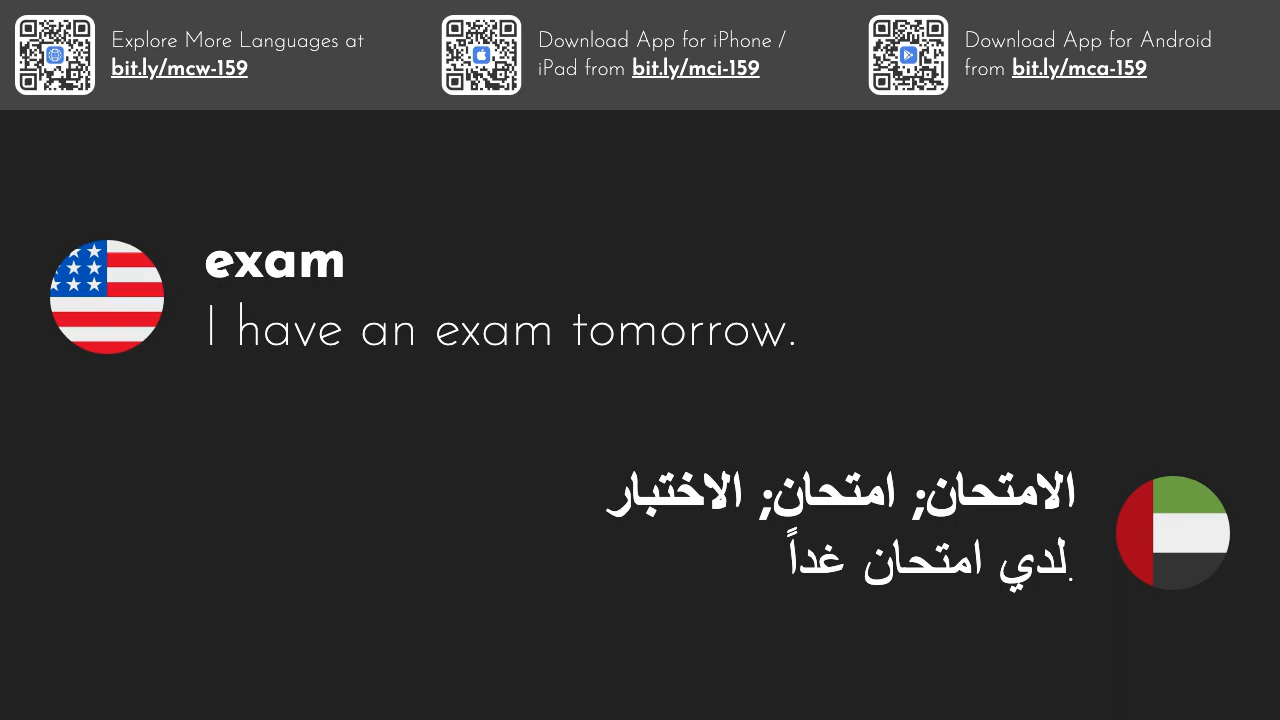 Explore More Languages at
bit.ly/mcw-159
Download App for iPhone /
iPad from bit.ly/mci-159
Download App for Android
from bit.ly/mca-159
exam
I have an exam tomorrow.
الامتحان; امتحان; الاختبار
.لدي امتحان غداً